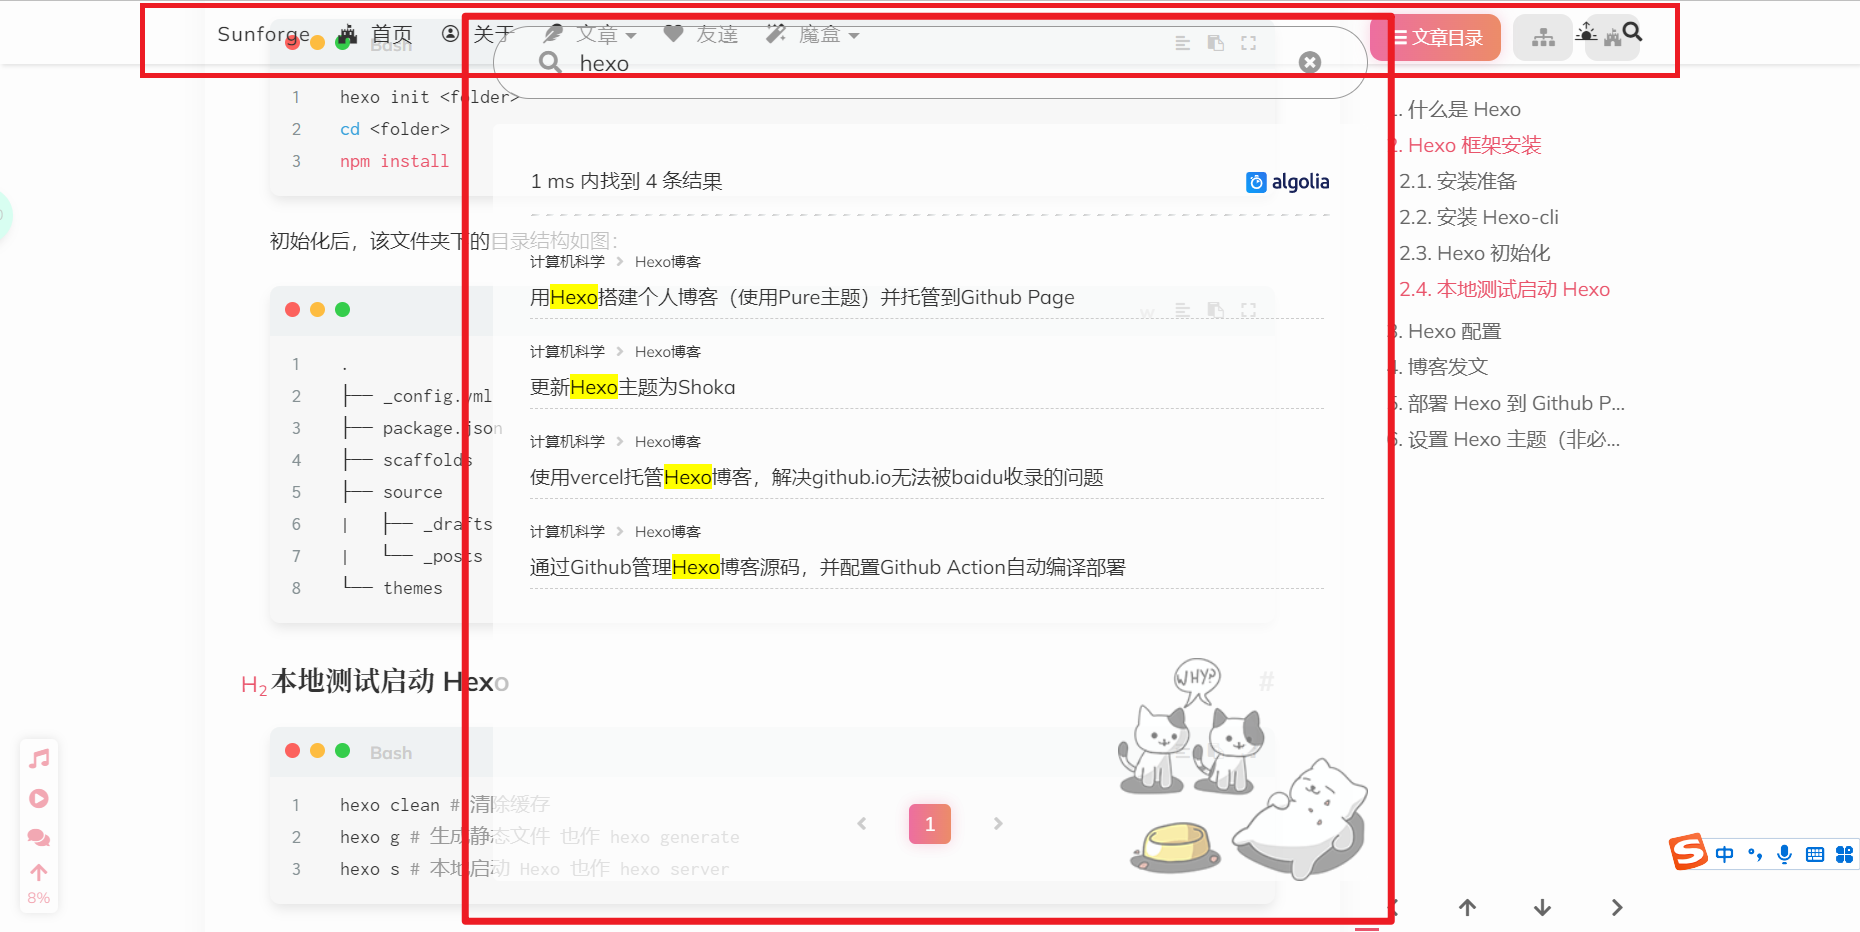 Sunforge 首页 关于 文章 友達 魔盒 文章目录
Bash
hexo
1 hexo init <folder>
2 cd <folder>
3 npm install
1 ms 内找到 4 条结果 algolia
初始化后，该文件夹下的目录结构如图：
计算机科学 Hexo博客
用Hexo搭建个人博客（使用Pure主题）并托管到Github Page
计算机科学 Hexo博客
更新Hexo主题为Shoka
计算机科学 Hexo博客
使用vercel托管Hexo博客，解决github.io无法被baidu收录的问题
计算机科学 Hexo博客
通过Github管理Hexo博客源码，并配置Github Action自动编译部署
1 .
2 ├── _config.yml
3 ├── package.json
4 ├── scaffolds
5 ├── source
6 | ├── _drafts
7 | └── _posts
8 └── themes
H2 本地测试启动 Hexo #
WHY?
Bash
1 hexo clean # 清除缓存
2 hexo g # 生成静态文件 也作 hexo generate
3 hexo s # 本地启动 Hexo 也作 hexo server
1
1. 什么是 Hexo
2. Hexo 框架安装
2.1. 安装准备
2.2. 安装 Hexo-cli
2.3. Hexo 初始化
2.4. 本地测试启动 Hexo
3. Hexo 配置
4. 博客发文
5. 部署 Hexo 到 Github P...
6. 设置 Hexo 主题（非必...
8%
S 中 °,